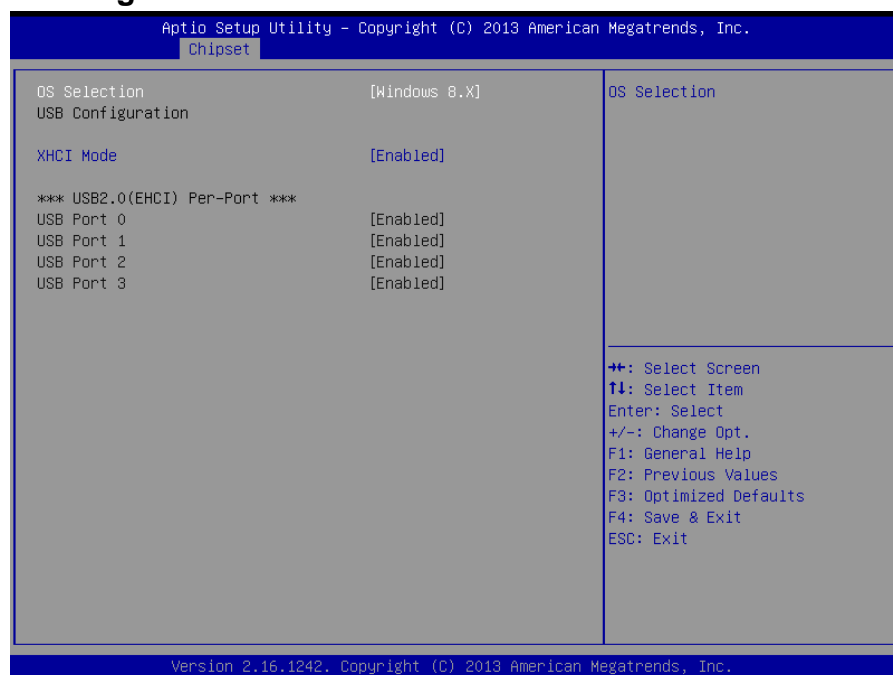 Aptio Setup Utility – Copyright (C) 2013 American Megatrends, Inc.
Chipset
OS Selection [Windows 8.X]
USB Configuration
XHCI Mode [Enabled]
*** USB2.0(EHCI) Per-Port ***
USB Port 0 [Enabled]
USB Port 1 [Enabled]
USB Port 2 [Enabled]
USB Port 3 [Enabled]
OS Selection
→←: Select Screen
↑↓: Select Item
Enter: Select
+/-: Change Opt.
F1: General Help
F2: Previous Values
F3: Optimized Defaults
F4: Save & Exit
ESC: Exit
Version 2.16.1242. Copyright (C) 2013 American Megatrends, Inc.